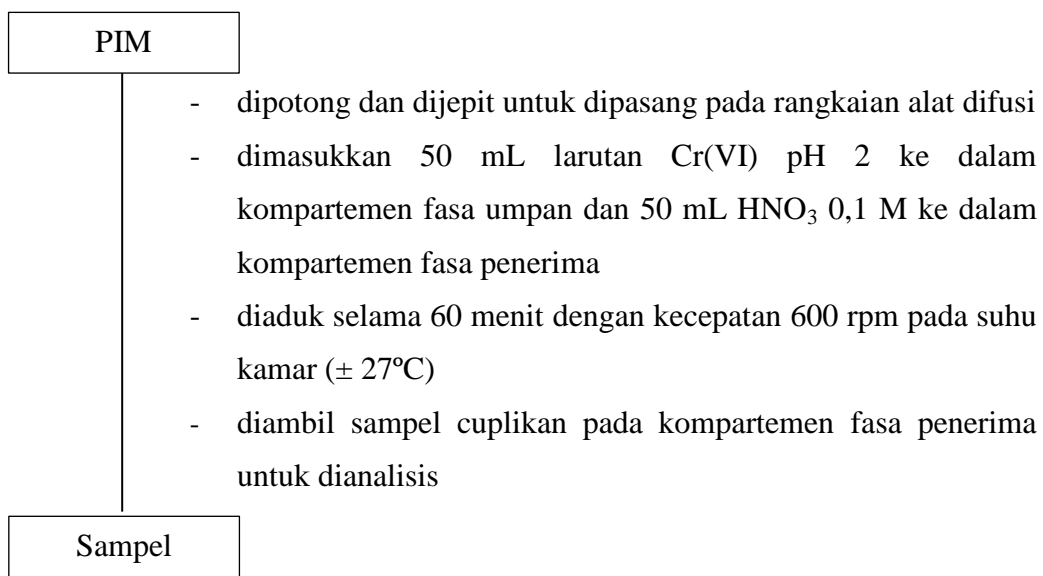 PIM
- dipotong dan dijepit untuk dipasang pada rangkaian alat difusi
- dimasukkan 50 mL larutan Cr(VI) pH 2 ke dalam
kompartemen fasa umpan dan 50 mL HNO₃ 0,1 M ke dalam
kompartemen fasa penerima
- diaduk selama 60 menit dengan kecepatan 600 rpm pada suhu
kamar (± 27ºC)
- diambil sampel cuplikan pada kompartemen fasa penerima
untuk dianalisis
Sampel